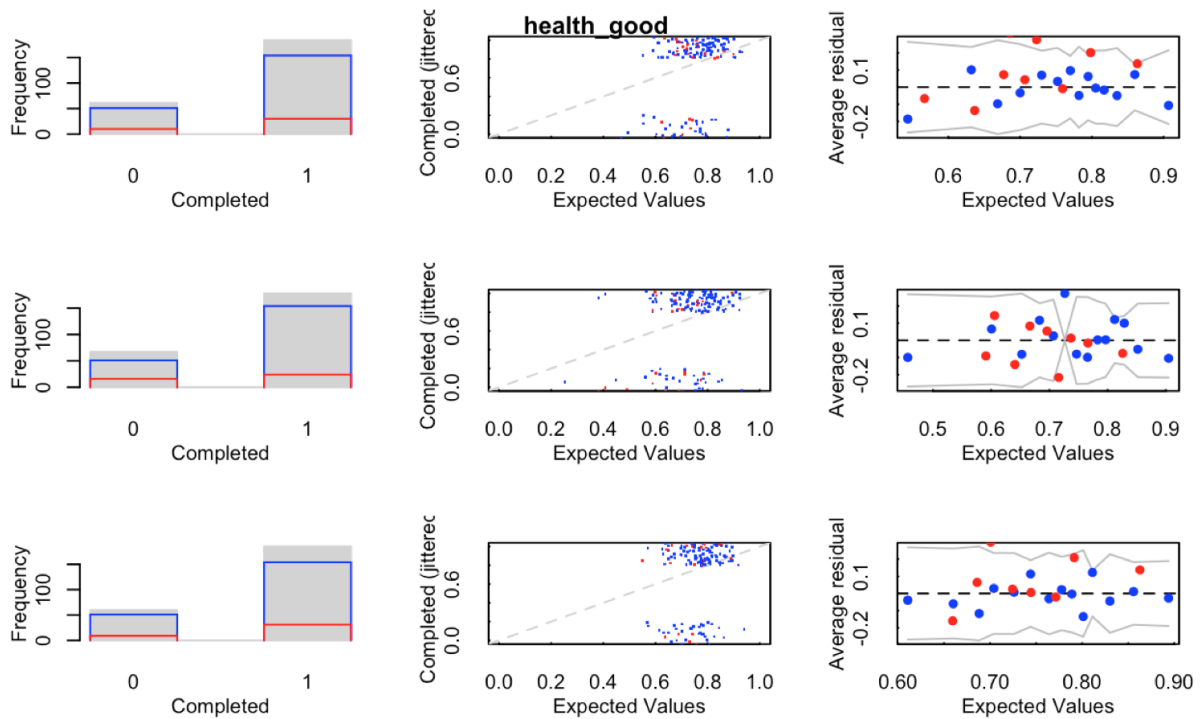 health_good
Frequency
0 100
0 1
Completed
Completed (jittered
0.0 0.6
0.0 0.2 0.4 0.6 0.8 1.0
Expected Values
Average residual
-0.2 0.1
0.6 0.7 0.8 0.9
Expected Values
Frequency
0 100
0 1
Completed
Completed (jittered
0.0 0.6
0.0 0.2 0.4 0.6 0.8 1.0
Expected Values
Average residual
-0.2 0.1
0.5 0.6 0.7 0.8 0.9
Expected Values
Frequency
0 100
0 1
Completed
Completed (jittered
0.0 0.6
0.0 0.2 0.4 0.6 0.8 1.0
Expected Values
Average residual
-0.2 0.1
0.60 0.70 0.80 0.90
Expected Values